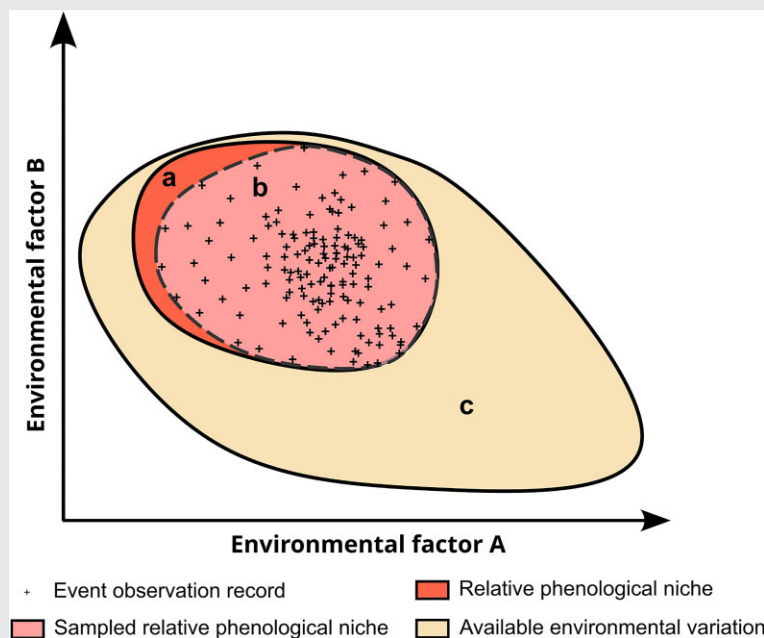 Environmental factor B
a
b
c
Environmental factor A
Event observation record
Relative phenological niche
Sampled relative phenological niche
Available environmental variation